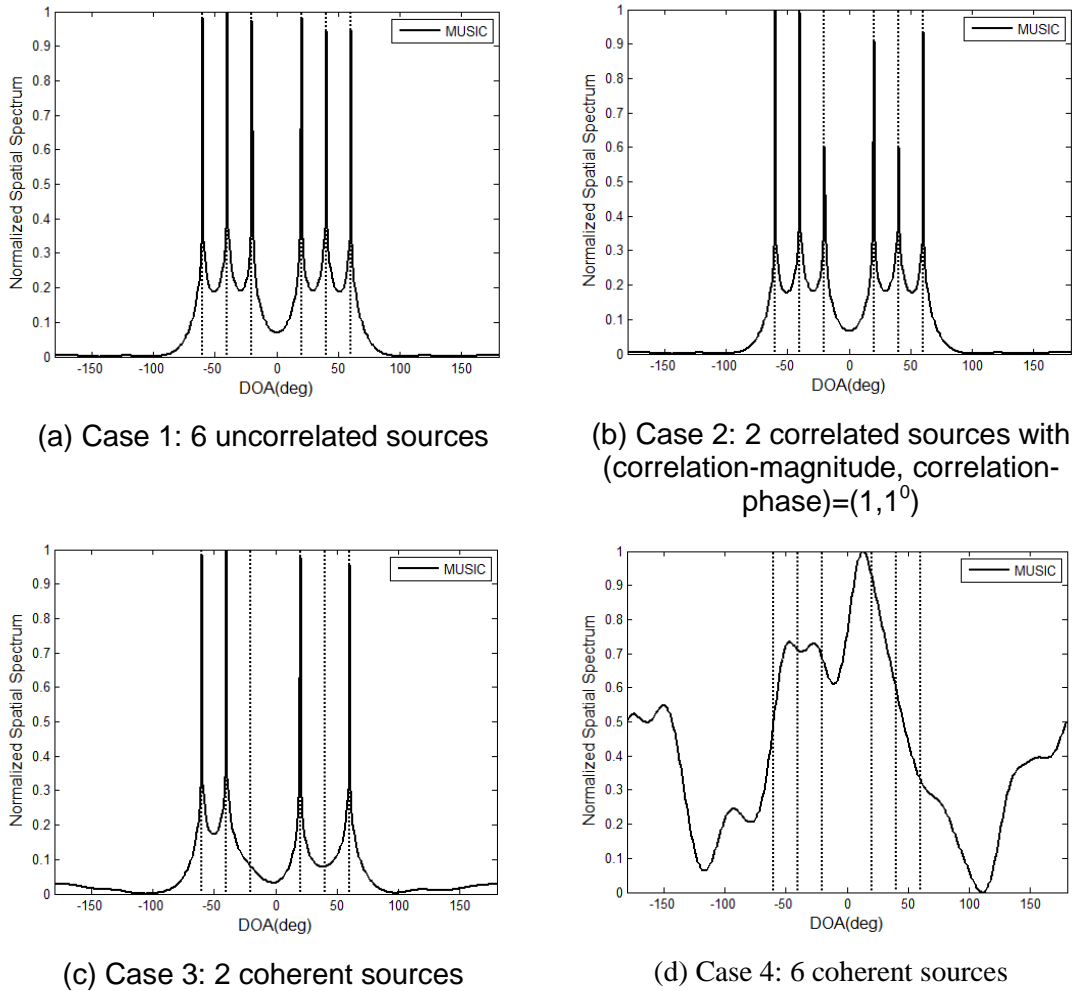 1
0.9
0.8
0.7
0.6
0.5
0.4
0.3
0.2
0.1
0
Normalized Spatial Spectrum
MUSIC
-150 -100 -50 0 50 100 150
DOA(deg)
(a) Case 1: 6 uncorrelated sources
1
0.9
0.8
0.7
0.6
0.5
0.4
0.3
0.2
0.1
0
Normalized Spatial Spectrum
MUSIC
-150 -100 -50 0 50 100 150
DOA(deg)
(b) Case 2: 2 correlated sources with
(correlation-magnitude, correlation-
phase)=(1,1⁰)
1
0.9
0.8
0.7
0.6
0.5
0.4
0.3
0.2
0.1
0
Normalized Spatial Spectrum
MUSIC
-150 -100 -50 0 50 100 150
DOA(deg)
(c) Case 3: 2 coherent sources
1
0.9
0.8
0.7
0.6
0.5
0.4
0.3
0.2
0.1
0
Normalized Spatial Spectrum
MUSIC
-150 -100 -50 0 50 100 150
DOA(deg)
(d) Case 4: 6 coherent sources